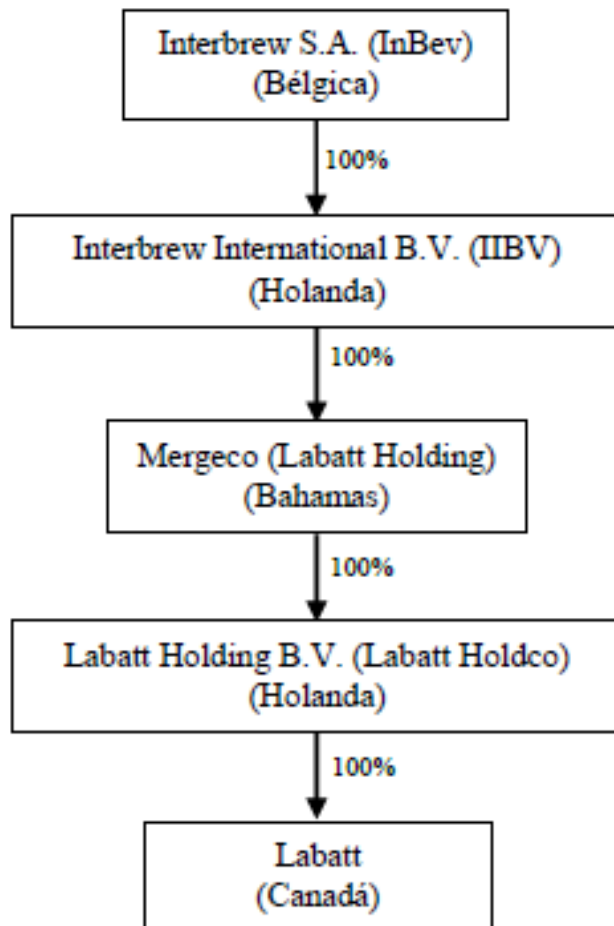 Interbrew S.A. (InBev)
(Bélgica)
100%
Interbrew International B.V. (IIBV)
(Holanda)
100%
Mergeco (Labatt Holding)
(Bahamas)
100%
Labatt Holding B.V. (Labatt Holdco)
(Holanda)
100%
Labatt
(Canadá)